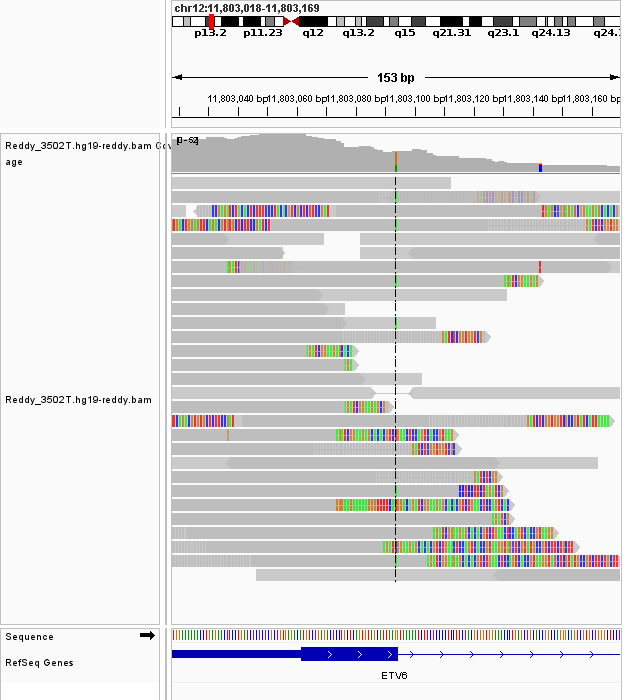 chr12:11,803,018-11,803,169
p13.2 p11.23 q12 q13.2 q15 q21.31 q23.1 q24.13 q24.
153 bp
11,803,040 bp 11,803,060 bp 11,803,080 bp 11,803,100 bp 11,803,120 bp 11,803,140 bp 11,803,160 bp
Reddy_3502T.hg19-reddy.bam Cov
age
[0-62]
Reddy_3502T.hg19-reddy.bam
Sequence
RefSeq Genes
ETV6